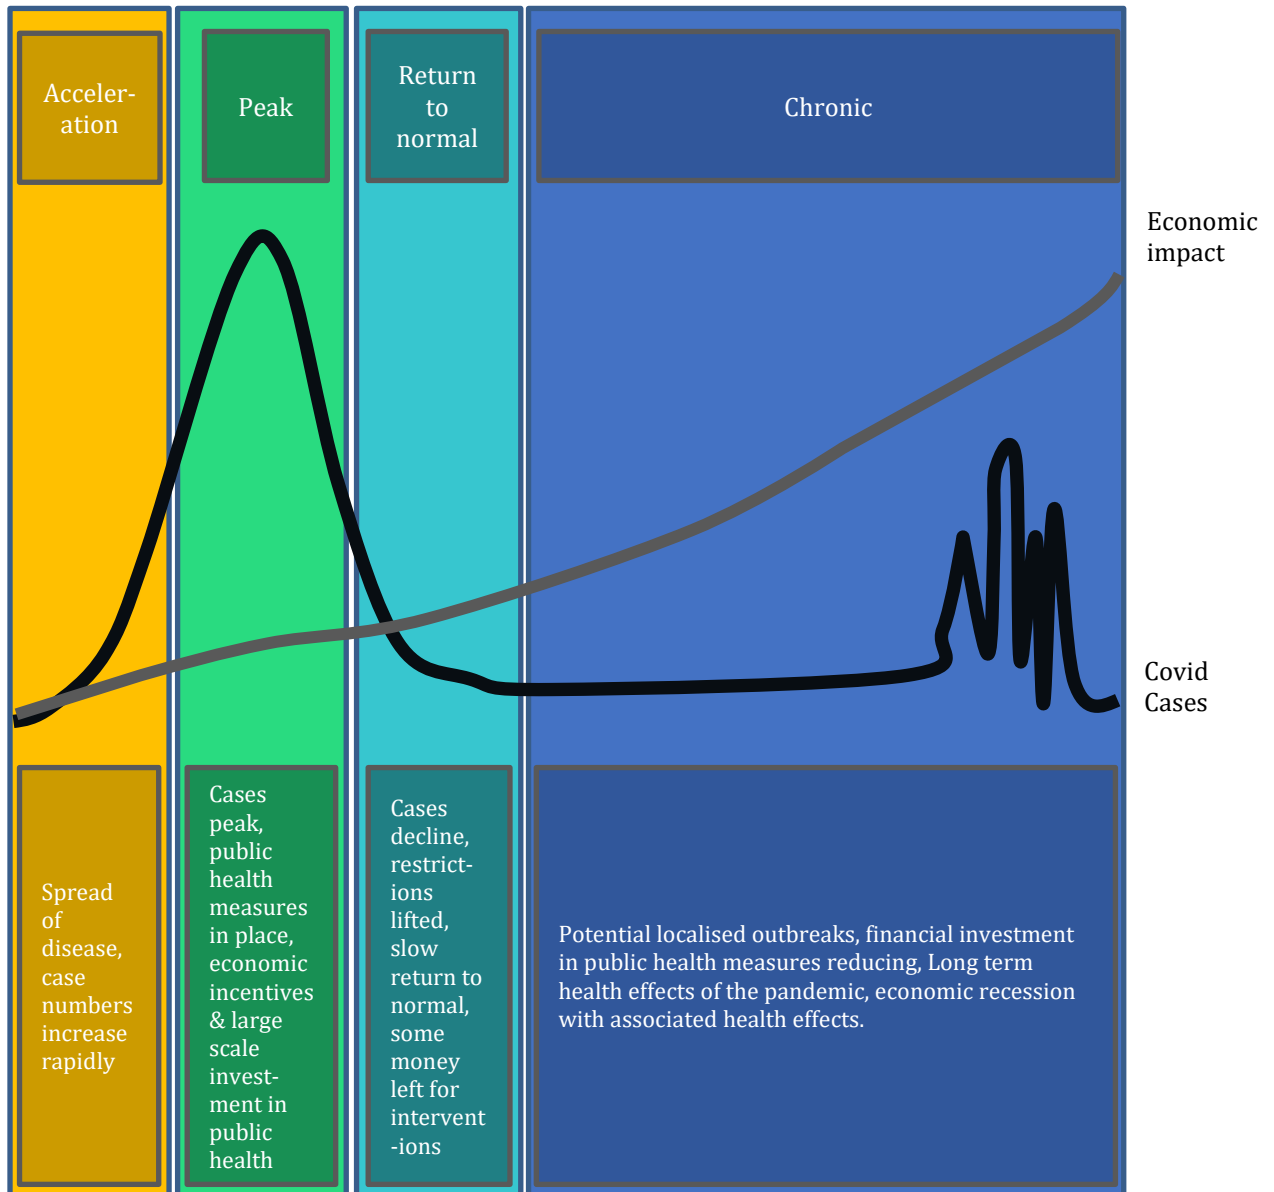 Acceler-
ation
Peak
Return
to
normal
Chronic
Economic
impact
Covid
Cases
Spread
of
disease,
case
numbers
increase
rapidly
Cases
peak,
public
health
measures
in place,
economic
incentives
& large
scale
invest-
ment in
public
health
Cases
decline,
restrict-
ions
lifted,
slow
return to
normal,
some
money
left for
intervent
-ions
Potential localised outbreaks, financial investment
in public health measures reducing, Long term
health effects of the pandemic, economic recession
with associated health effects.